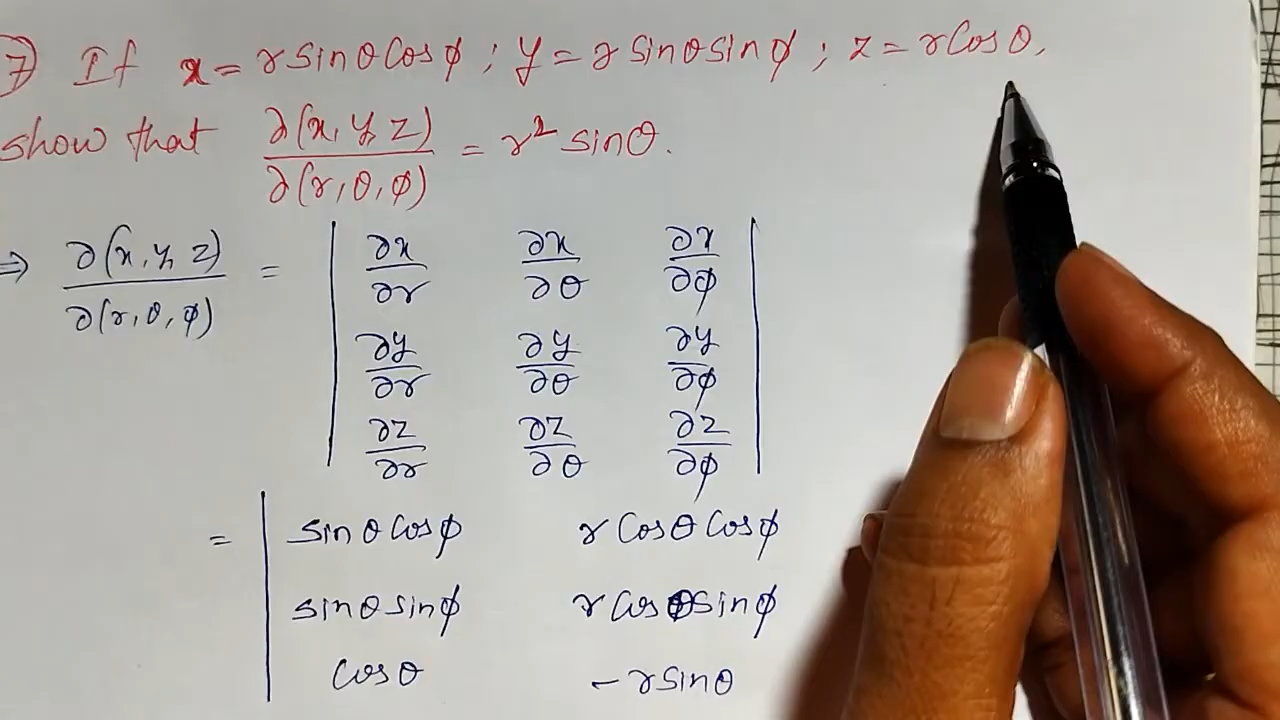 7) If x = r sinθ cosϕ ; y = r sinθ sinϕ ; z = r cosθ,
show that ∂(x, y, z) / ∂(r, θ, ϕ) = r² sinθ.
⇒ ∂(x, y, z) / ∂(r, θ, ϕ) = | ∂x/∂r ∂x/∂θ ∂x/∂ϕ |
| ∂y/∂r ∂y/∂θ ∂y/∂ϕ |
| ∂z/∂r ∂z/∂θ ∂z/∂ϕ |
= | sinθ cosϕ r cosθ cosϕ
| sinθ sinϕ r cosθ sinϕ
| cosθ – r sinθ